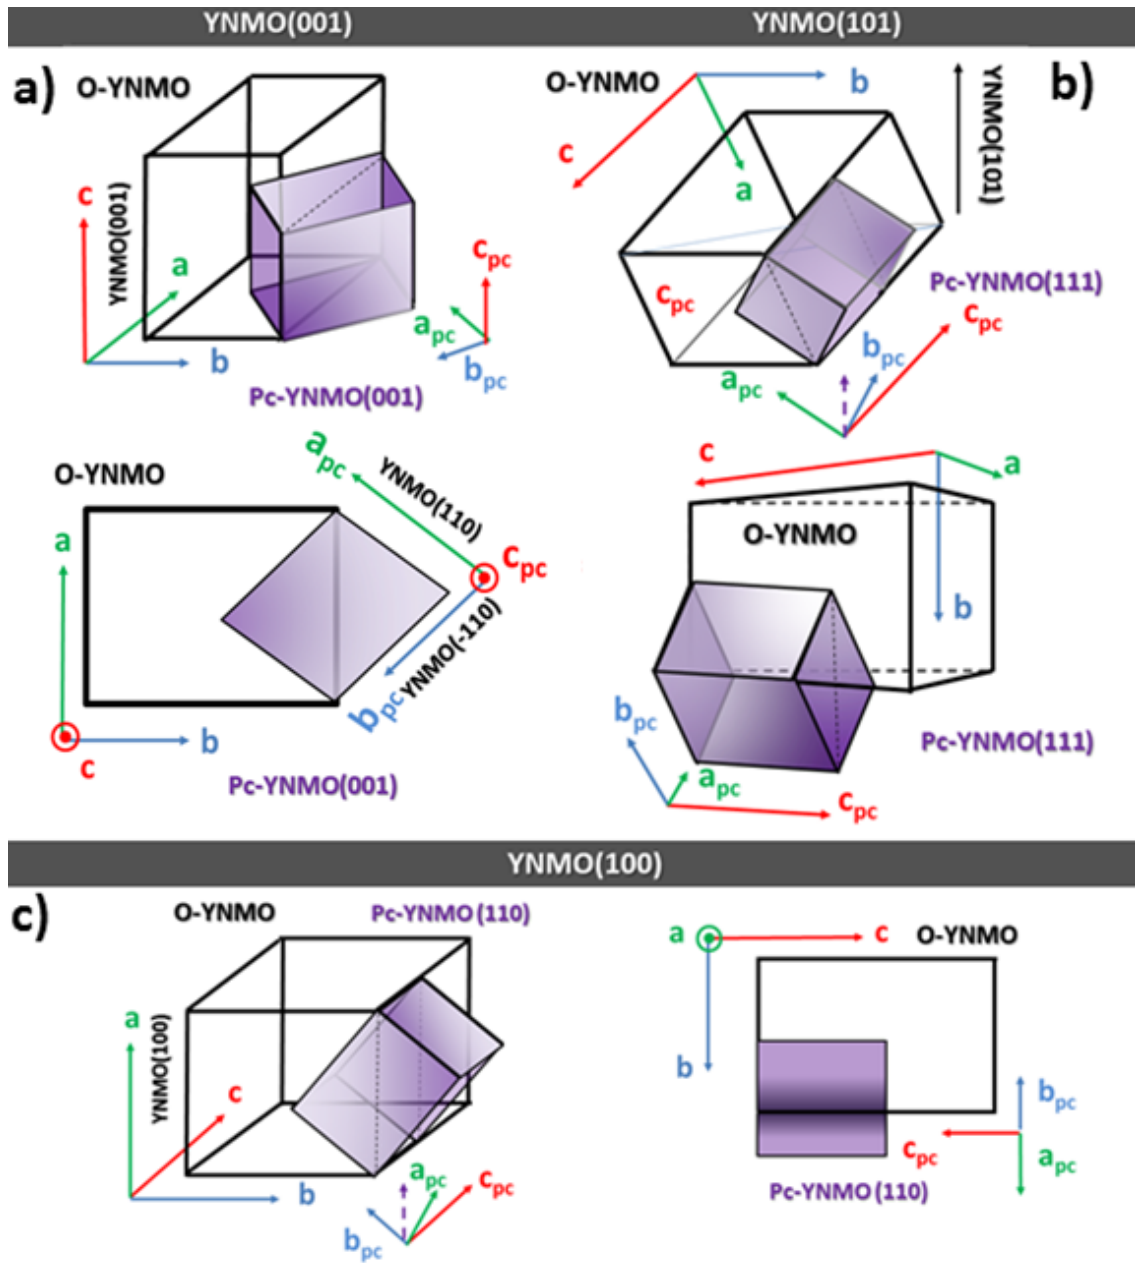 YNMO(001)
YNMO(101)
a)
O-YNMO
c
YNMO(001)
a
b
c_pc
a_pc
b_pc
Pc-YNMO(001)
O-YNMO
b
c
a
YNMO(101)
b)
c_pc
Pc-YNMO(111)
c_pc
b_pc
a_pc
O-YNMO
a
a_pc
YNMO(110)
c_pc
YNMO(-110)
b_pc
c
b
Pc-YNMO(001)
c
a
O-YNMO
b
b_pc
a_pc
c_pc
Pc-YNMO(111)
YNMO(100)
c)
O-YNMO
Pc-YNMO(110)
a
YNMO(100)
c
b
a_pc
c_pc
b_pc
a
c
O-YNMO
b
b_pc
c_pc
a_pc
Pc-YNMO(110)